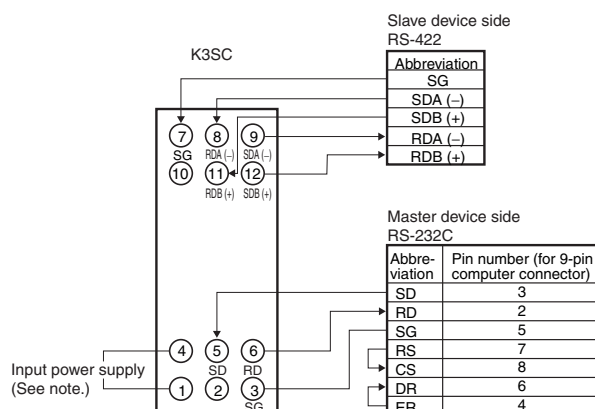 Slave device side
RS-422
K3SC
Abbreviation
SG
SDA (−)
SDB (+)
RDA (−)
RDB (+)
7 8 9
SG RDA (−) SDA (−)
10 11 12
RDB (+) SDB (+)
Master device side
RS-232C
Abbre-
viation
Pin number (for 9-pin
computer connector)
SD 3
RD 2
SG 5
RS 7
CS 8
DR 6
ER 4
4 5 6
SD RD
Input power supply
(See note.)
1 2 3
SG